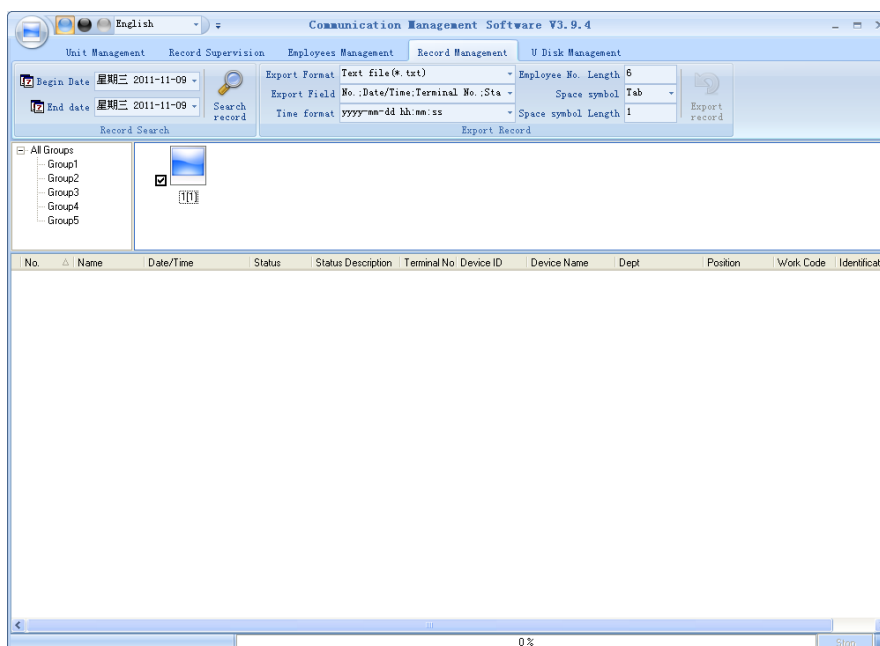 English
Communication Management Software V3.9.4
Unit Management Record Supervision Employees Management Record Management U Disk Management
Begin Date 星期三 2011-11-09
End date 星期三 2011-11-09
Search record
Record Search
Export Format Text file(*.txt) Employee No. Length 6
Export Field No.;Date/Time;Terminal No.;Sta Space symbol Tab
Time format yyyy-mm-dd hh:mm:ss Space symbol Length 1
Export record
Export Record
All Groups
Group1
Group2
Group3
Group4
Group5
1[1]
No. Name Date/Time Status Status Description Terminal No Device ID Device Name Dept Position Work Code Identificat
0%
Stop